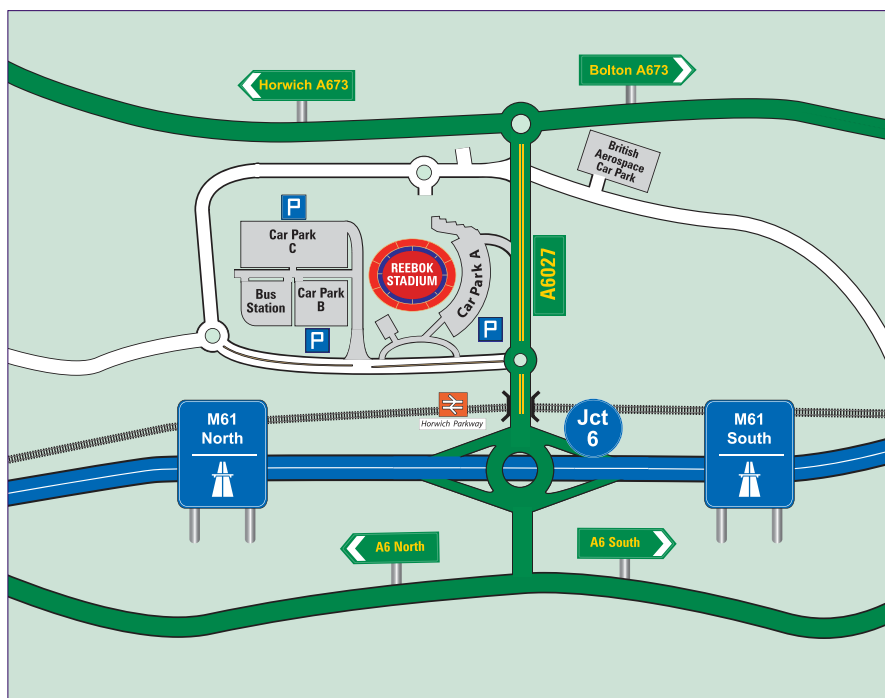 Bolton A673
Horwich A673
British
Aerospace
Car Park
P
Car Park
C
REEBOK
STADIUM
Car Park A
A6027
Bus
Station
Car Park
B
P
P
Horwich Parkway
Jct
6
M61
North
M61
South
A6 North
A6 South